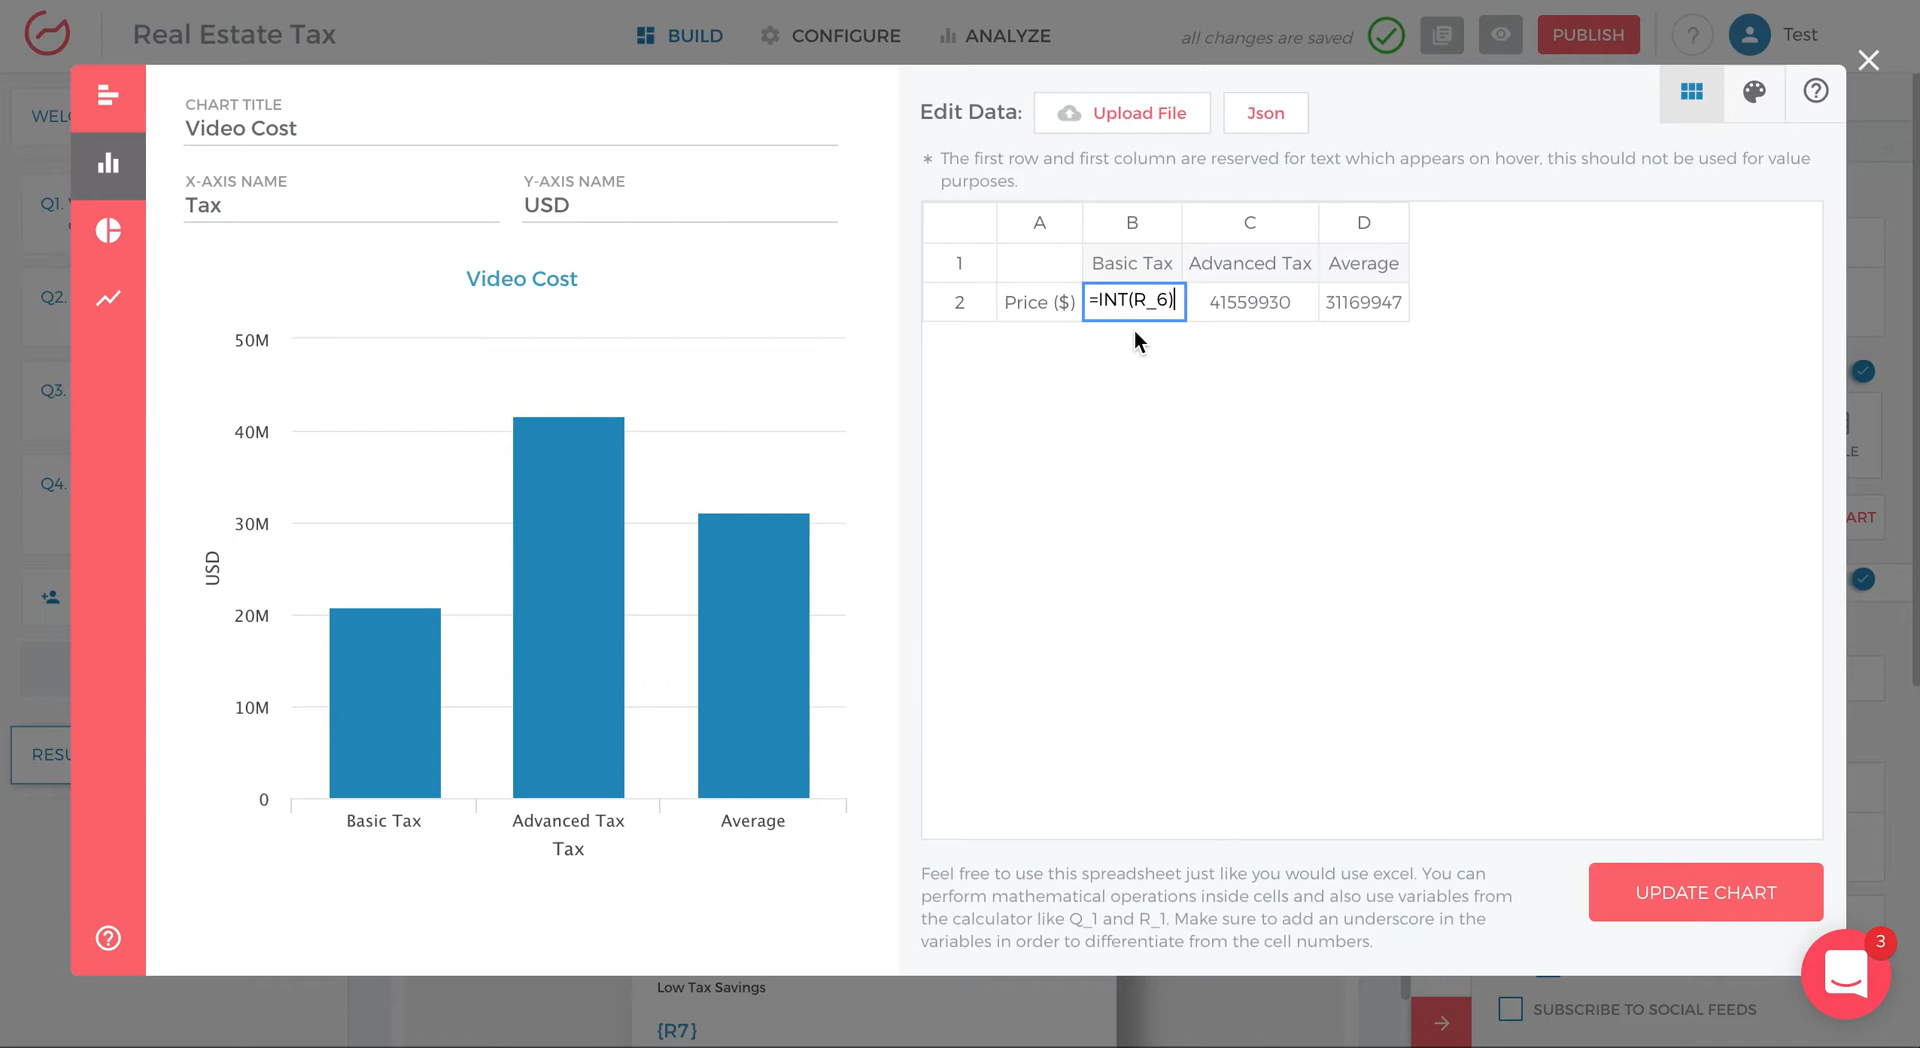 Real Estate Tax
BUILD
CONFIGURE
ANALYZE
all changes are saved
PUBLISH
?
Test
WELC
Q1.
Q2.
Q3.
Q4.
RESU
CHART TITLE
Video Cost
X-AXIS NAME
Y-AXIS NAME
Tax
USD
Video Cost
50M
40M
30M
20M
10M
0
USD
Basic Tax
Advanced Tax
Average
Tax
Edit Data:
Upload File
Json
* The first row and first column are reserved for text which appears on hover, this should not be used for value
purposes.
A B C D
1 Basic Tax Advanced Tax Average
2 Price ($) =INT(R_6) 41559930 31169947
Feel free to use this spreadsheet just like you would use excel. You can
perform mathematical operations inside cells and also use variables from
the calculator like Q_1 and R_1. Make sure to add an underscore in the
variables in order to differentiate from the cell numbers.
UPDATE CHART
3
LE
ART
Low Tax Savings
{R7}
SUBSCRIBE TO SOCIAL FEEDS